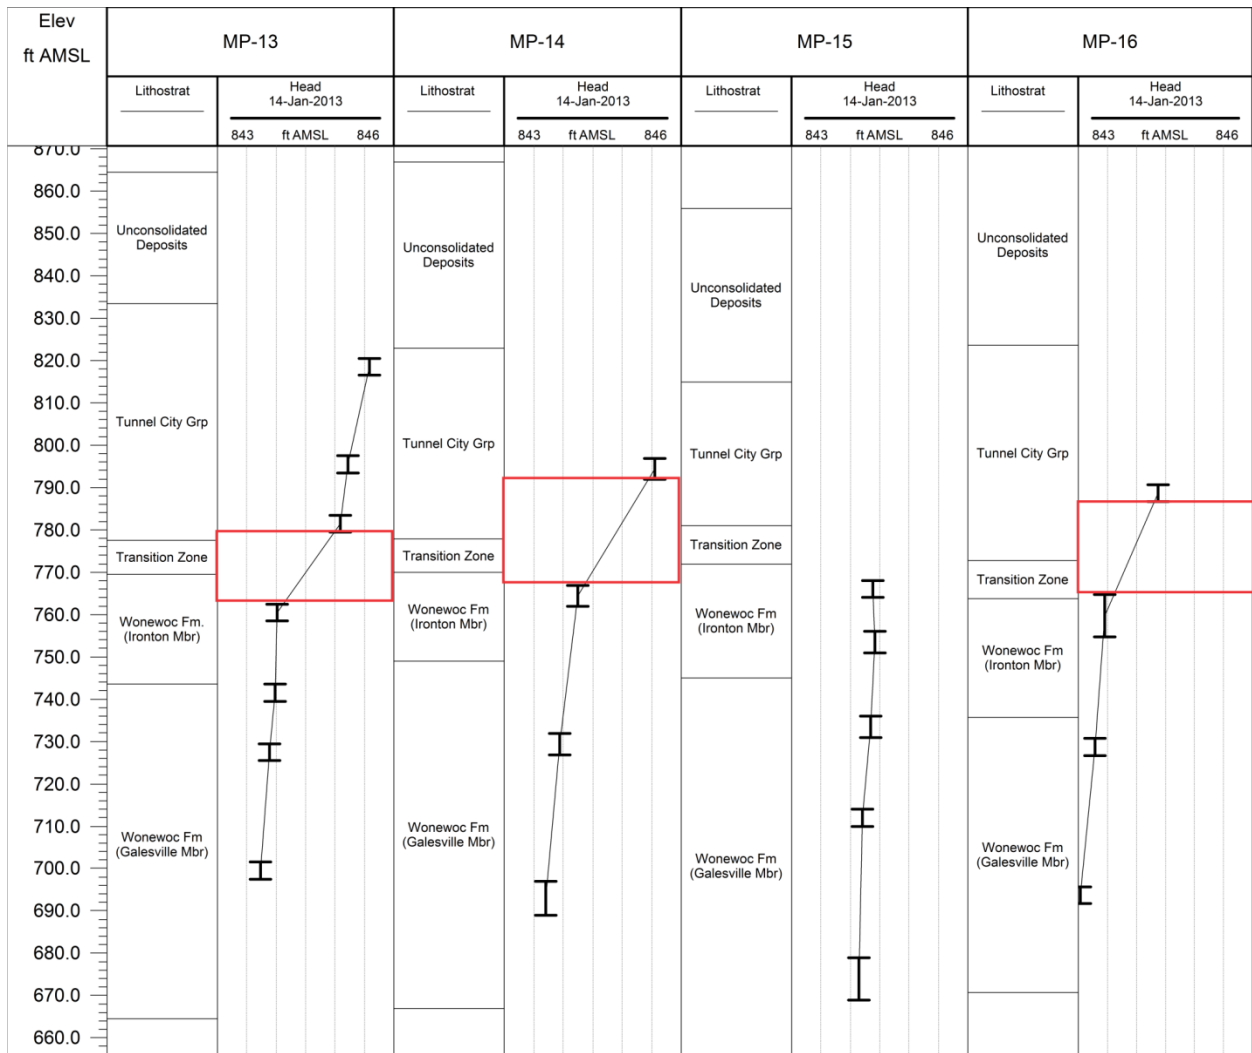 Elev
ft AMSL
MP-13
MP-14
MP-15
MP-16
Lithostrat
Head
14-Jan-2013
843 ft AMSL 846
Lithostrat
Head
14-Jan-2013
843 ft AMSL 846
Lithostrat
Head
14-Jan-2013
843 ft AMSL 846
Lithostrat
Head
14-Jan-2013
843 ft AMSL 846
870.0
860.0
850.0
840.0
830.0
820.0
810.0
800.0
790.0
780.0
770.0
760.0
750.0
740.0
730.0
720.0
710.0
700.0
690.0
680.0
670.0
660.0
Unconsolidated
Deposits
Tunnel City Grp
Transition Zone
Wonewoc Fm.
(Ironton Mbr)
Wonewoc Fm
(Galesville Mbr)
Unconsolidated
Deposits
Tunnel City Grp
Transition Zone
Wonewoc Fm
(Ironton Mbr)
Wonewoc Fm
(Galesville Mbr)
Unconsolidated
Deposits
Tunnel City Grp
Transition Zone
Wonewoc Fm
(Ironton Mbr)
Wonewoc Fm
(Galesville Mbr)
Unconsolidated
Deposits
Tunnel City Grp
Transition Zone
Wonewoc Fm
(Ironton Mbr)
Wonewoc Fm
(Galesville Mbr)